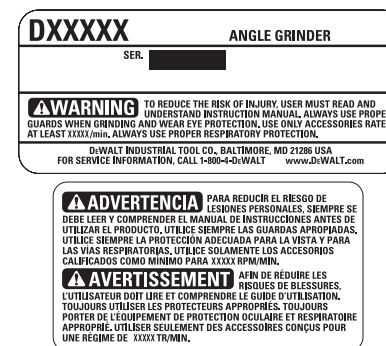 DXXXXX ANGLE GRINDER
SER.
WARNING TO REDUCE THE RISK OF INJURY, USER MUST READ AND
UNDERSTAND INSTRUCTION MANUAL. ALWAYS USE PROPE
GUARDS WHEN GRINDING AND WEAR EYE PROTECTION. USE ONLY ACCESSORIES RATE
AT LEAST XXXXX/min. ALWAYS USE PROPER RESPIRATORY PROTECTION.
DEWALT INDUSTRIAL TOOL CO., BALTIMORE, MD 21286 USA
FOR SERVICE INFORMATION, CALL 1-800-4-DEWALT www.DEWALT.com
ADVERTENCIA PARA REDUCIR EL RIESGO DE
LESIONES PERSONALES, SIEMPRE SE
DEBE LEER Y COMPRENDER EL MANUAL DE INSTRUCCIONES ANTES DE
UTILIZAR EL PRODUCTO. UTILICE SIEMPRE LAS GUARDAS APROPIADAS.
UTILICE SIEMPRE LA PROTECCIÓN ADECUADA PARA LA VISTA Y PARA
LAS VÍAS RESPIRATORIAS. UTILICE SOLAMENTE LOS ACCESORIOS
CALIFICADOS COMO MÍNIMO PARA XXXXX RPM/MIN.
AVERTISSEMENT AFIN DE RÉDUIRE LES
RISQUES DE BLESSURES,
L'UTILISATEUR DOIT LIRE ET COMPRENDRE LE GUIDE D'UTILISATION.
TOUJOURS UTILISER LES PROTECTEURS APPROPRIÉS. TOUJOURS
PORTER DE L'ÉQUIPEMENT DE PROTECTION OCULAIRE ET RESPIRATOIRE
APPROPRIÉ. UTILISER SEULEMENT DES ACCESSOIRES CONÇUS POUR
UNE RÉGIME DE XXXXX TR/MIN.